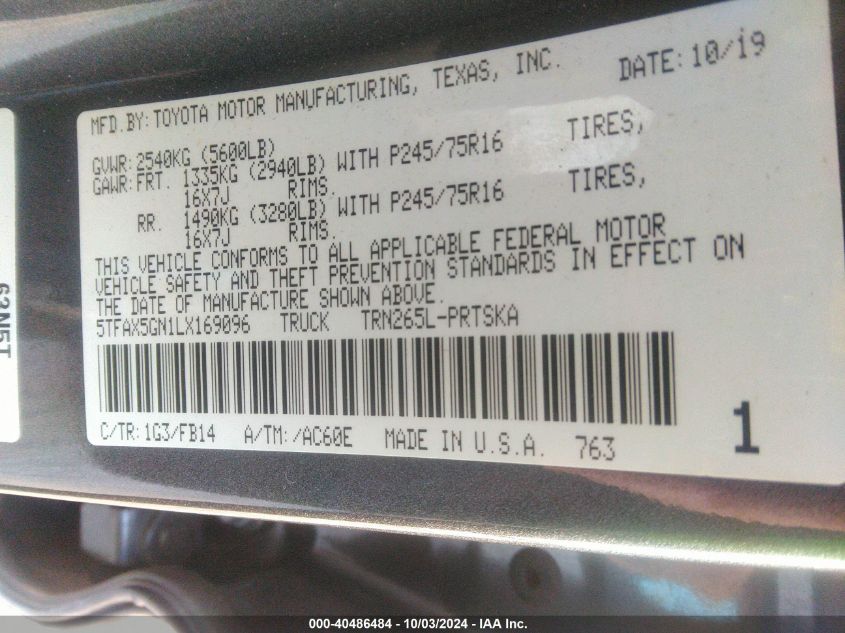 MFD.BY:TOYOTA MOTOR MANUFACTURING, TEXAS, INC. DATE:10/19
GVWR:2540KG (5600LB)
GAWR:FRT. 1335KG (2940LB) WITH P245/75R16 TIRES,
16X7J RIMS.
RR. 1490KG (3280LB) WITH P245/75R16 TIRES,
16X7J RIMS.
THIS VEHICLE CONFORMS TO ALL APPLICABLE FEDERAL MOTOR
VEHICLE SAFETY AND THEFT PREVENTION STANDARDS IN EFFECT ON
THE DATE OF MANUFACTURE SHOWN ABOVE.
5TFAX5GN1LX169096 TRUCK TRN265L-PRTSKA
C/TR:1G3/FB14 A/TM:/AC60E MADE IN U.S.A. 763
1
63N5T
000-40486484 - 10/03/2024 - IAA Inc.